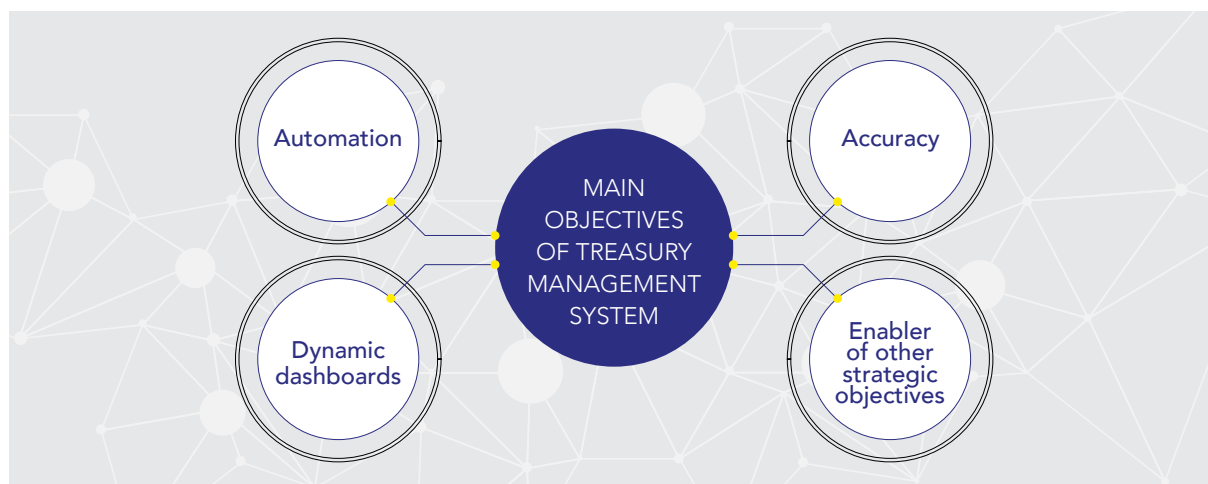 Automation
Dynamic
dashboards
MAIN
OBJECTIVES
OF TREASURY
MANAGEMENT
SYSTEM
Accuracy
Enabler
of other
strategic
objectives